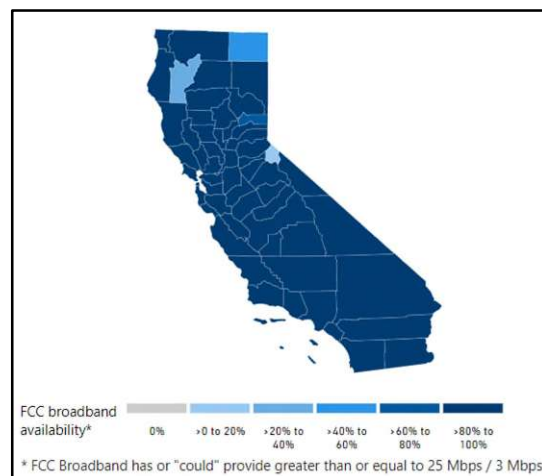 FCC broadband
availability*
0%
>0 to 20%
>20% to
40%
>40% to
60%
>60% to
80%
>80% to
100%
* FCC Broadband has or "could" provide greater than or equal to 25 Mbps / 3 Mbps